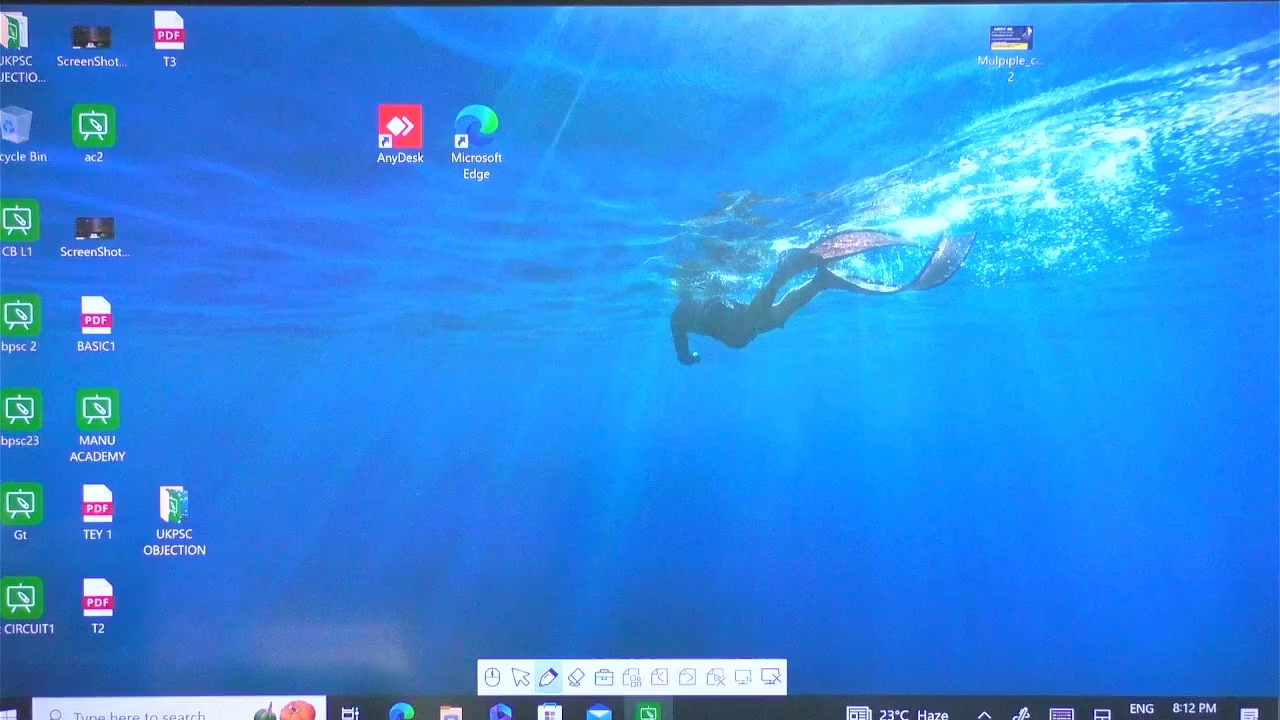 UKPSC
JECTIO...
ScreenShot...
PDF
T3
Mulpiple_c...
2
cycle Bin
ac2
AnyDesk
Microsoft
Edge
CB L1
ScreenShot...
bpsc 2
PDF
BASIC1
bpsc23
MANU
ACADEMY
Gt
PDF
TEY 1
UKPSC
OBJECTION
CIRCUIT1
PDF
T2
Type here to search
23°C Haze
ENG
8:12 PM